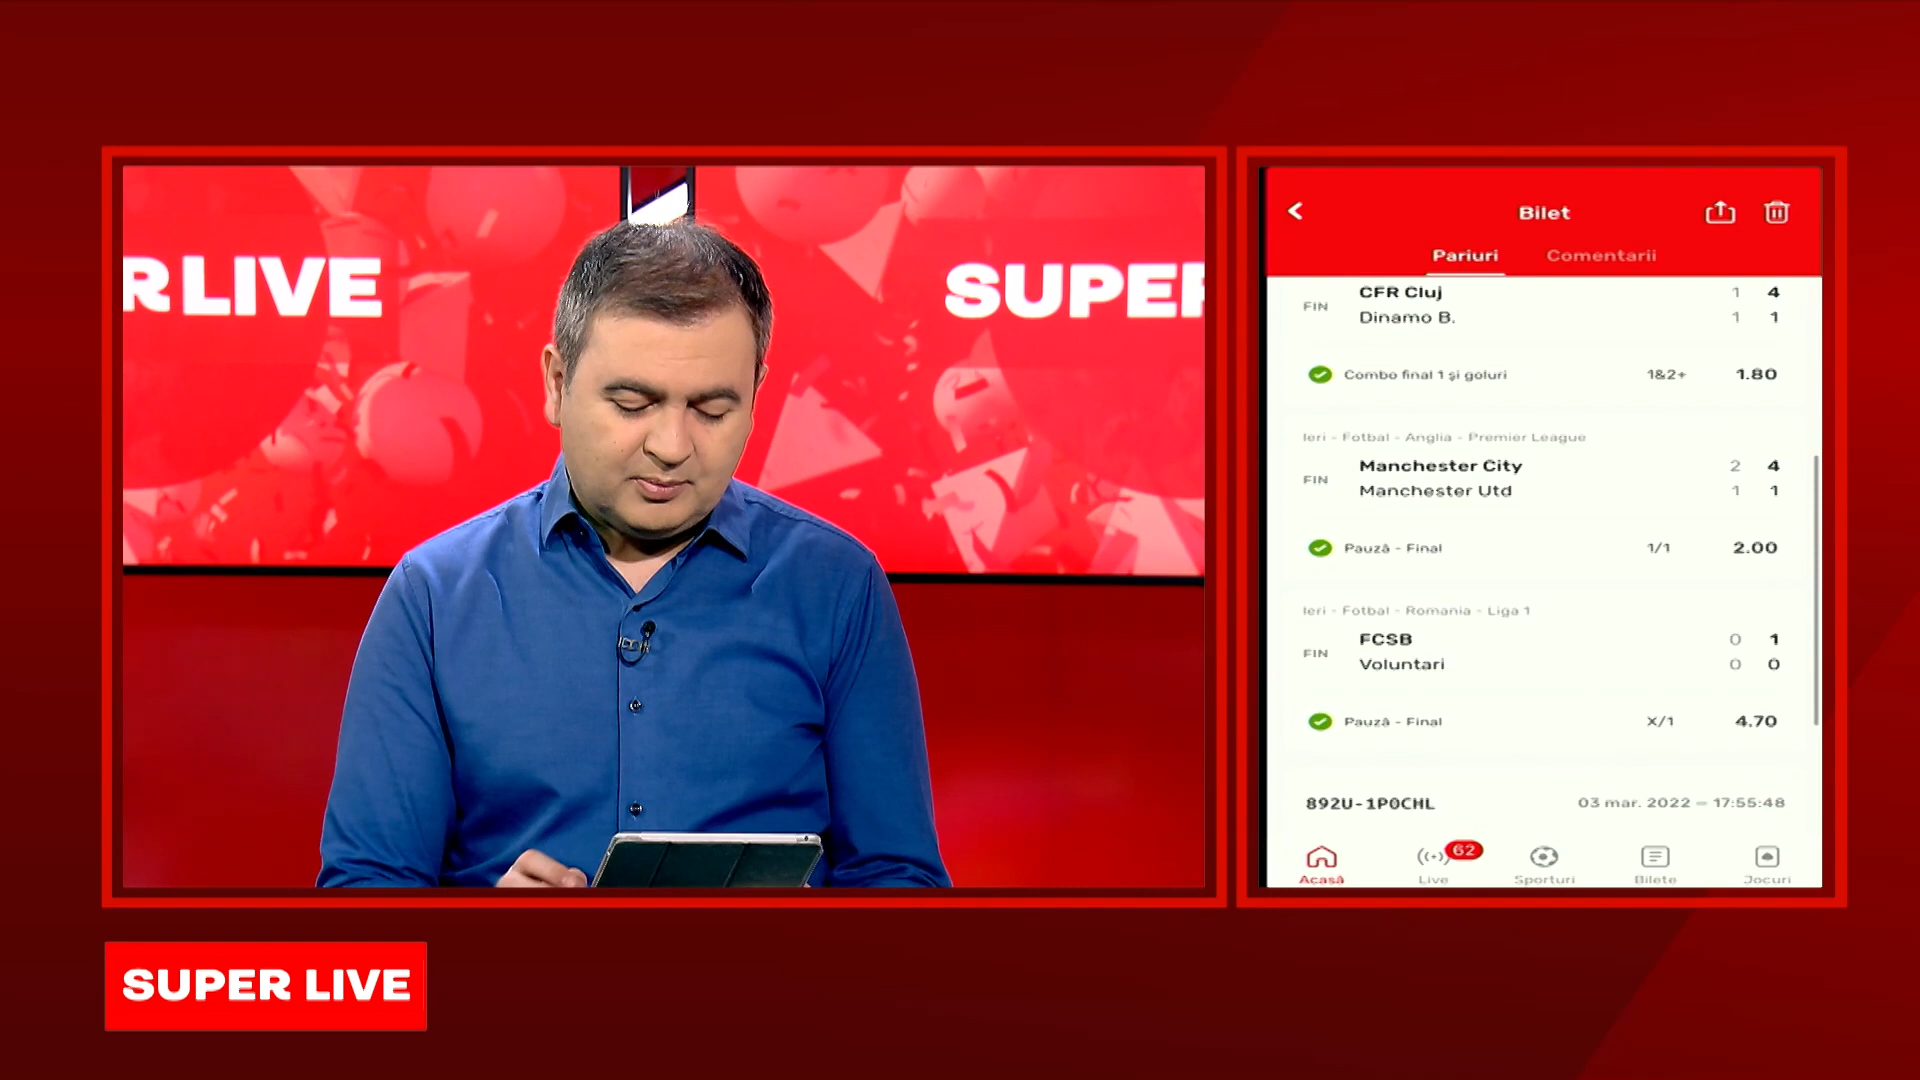 R LIVE
SUPER
SUPER LIVE
Bilet
Pariuri
Comentarii
FIN
CFR Cluj 1 4
Dinamo B. 1 1
Combo final 1 și goluri 1&2+ 1.80
Ieri - Fotbal - Anglia - Premier League
FIN
Manchester City 2 4
Manchester Utd 1 1
Pauză - Final 1/1 2.00
Ieri - Fotbal - Romania - Liga 1
FIN
FCSB 0 1
Voluntari 0 0
Pauză - Final X/1 4.70
892U-1P0CHL 03 mar. 2022 – 17:55:48
62
Acasă Live Sporturi Bilete Jocuri